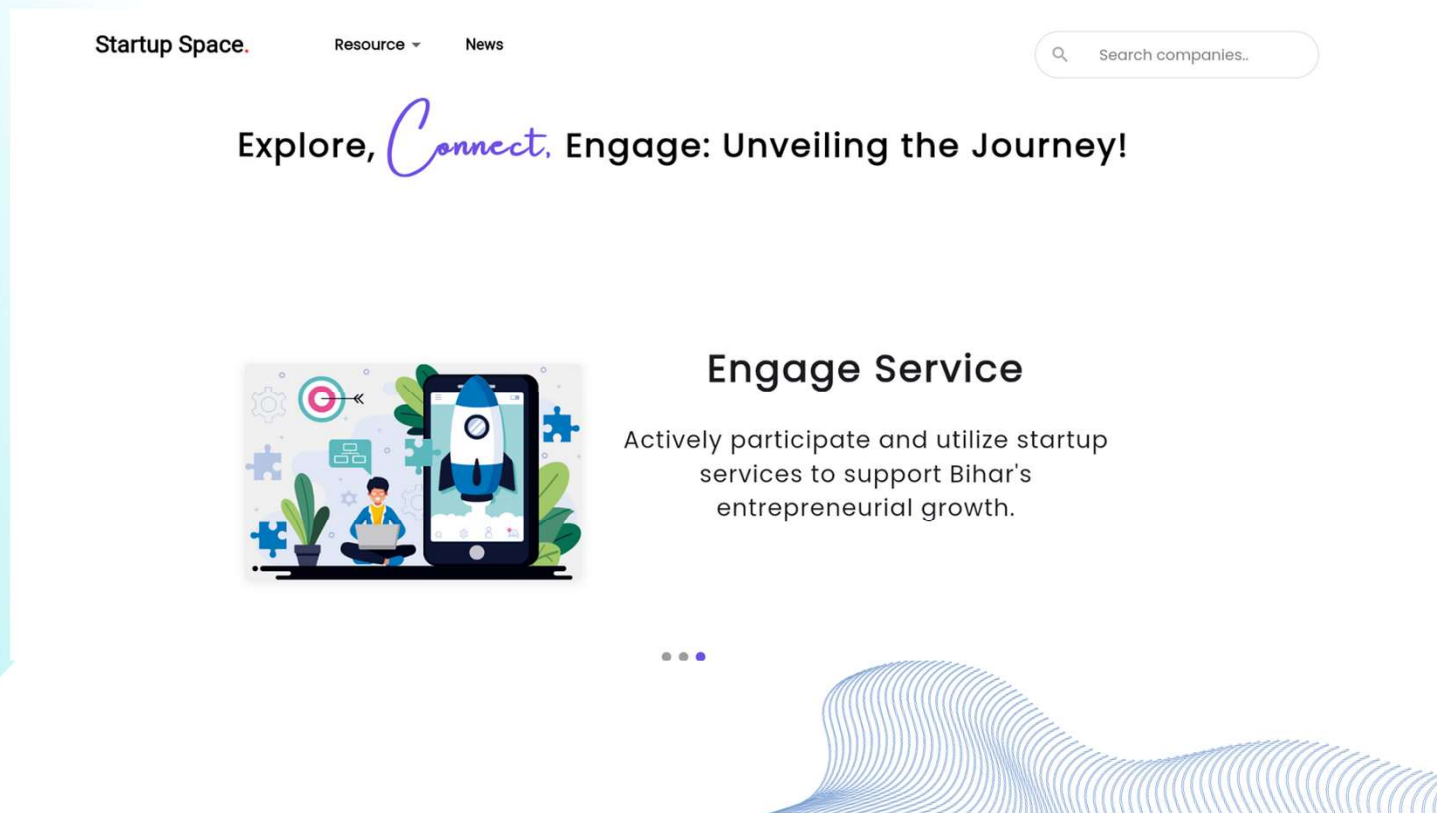 Startup Space.
Resource
News
Search companies..
Explore, Connect, Engage: Unveiling the Journey!
Engage Service
Actively participate and utilize startup
services to support Bihar's
entrepreneurial growth.